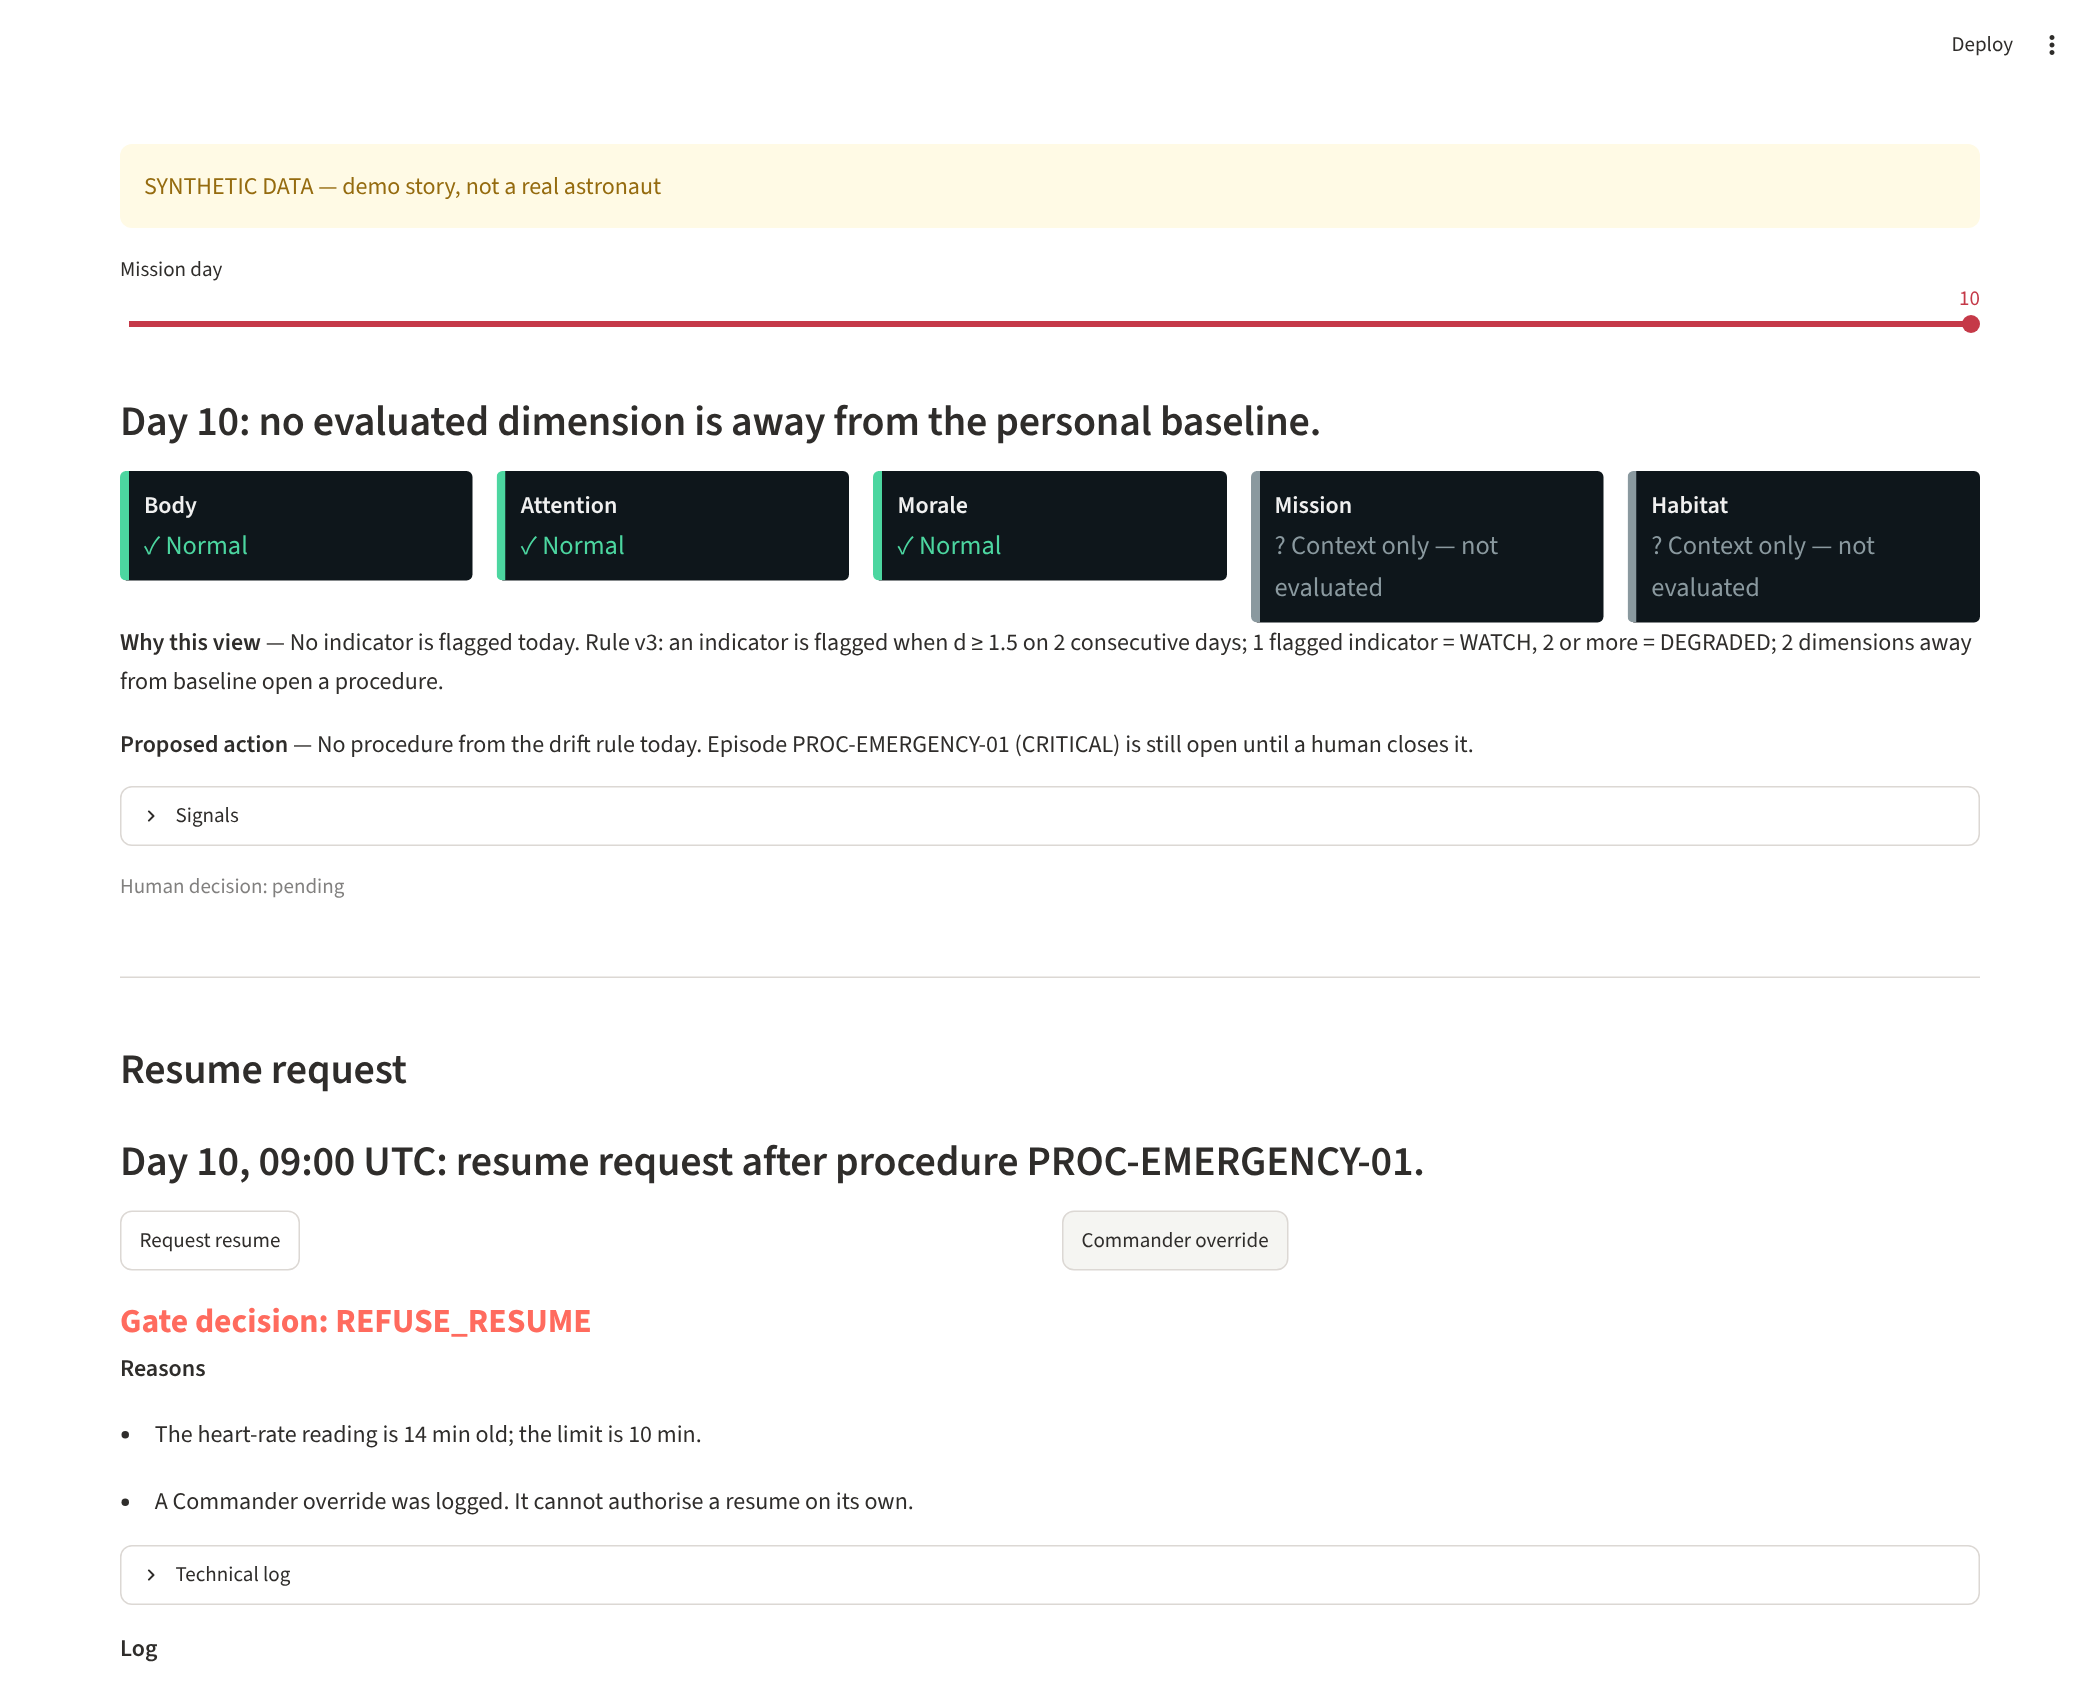 Deploy
SYNTHETIC DATA — demo story, not a real astronaut
Mission day
10
Day 10: no evaluated dimension is away from the personal baseline.
Body
✓ Normal
Attention
✓ Normal
Morale
✓ Normal
Mission
? Context only — not
evaluated
Habitat
? Context only — not
evaluated
Why this view — No indicator is flagged today. Rule v3: an indicator is flagged when d ≥ 1.5 on 2 consecutive days; 1 flagged indicator = WATCH, 2 or more = DEGRADED; 2 dimensions away
from baseline open a procedure.
Proposed action — No procedure from the drift rule today. Episode PROC-EMERGENCY-01 (CRITICAL) is still open until a human closes it.
Signals
Human decision: pending
Resume request
Day 10, 09:00 UTC: resume request after procedure PROC-EMERGENCY-01.
Request resume
Commander override
Gate decision: REFUSE_RESUME
Reasons
• The heart-rate reading is 14 min old; the limit is 10 min.
• A Commander override was logged. It cannot authorise a resume on its own.
Technical log
Log